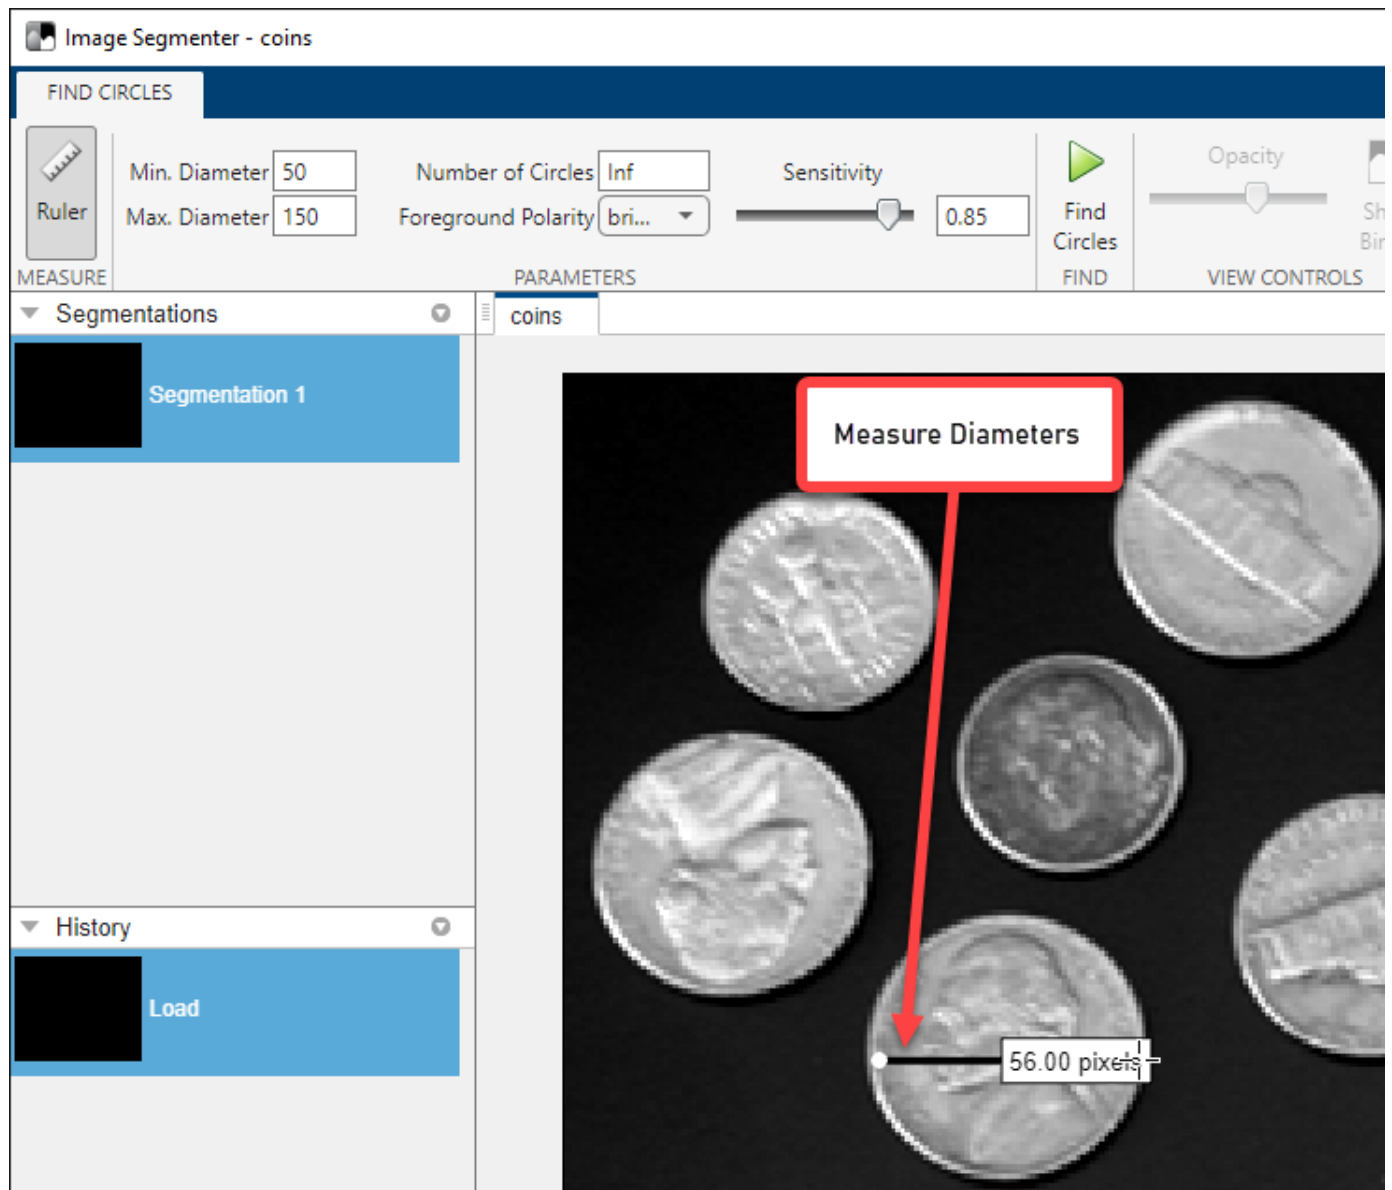 Image Segmenter - coins
FIND CIRCLES
Ruler
MEASURE
Min. Diameter 50
Max. Diameter 150
Number of Circles Inf
Foreground Polarity bri...
Sensitivity
0.85
PARAMETERS
Find
Circles
FIND
Opacity
Sh
Bin
VIEW CONTROLS
Segmentations
Segmentation 1
History
Load
coins
Measure Diameters
56.00 pixels